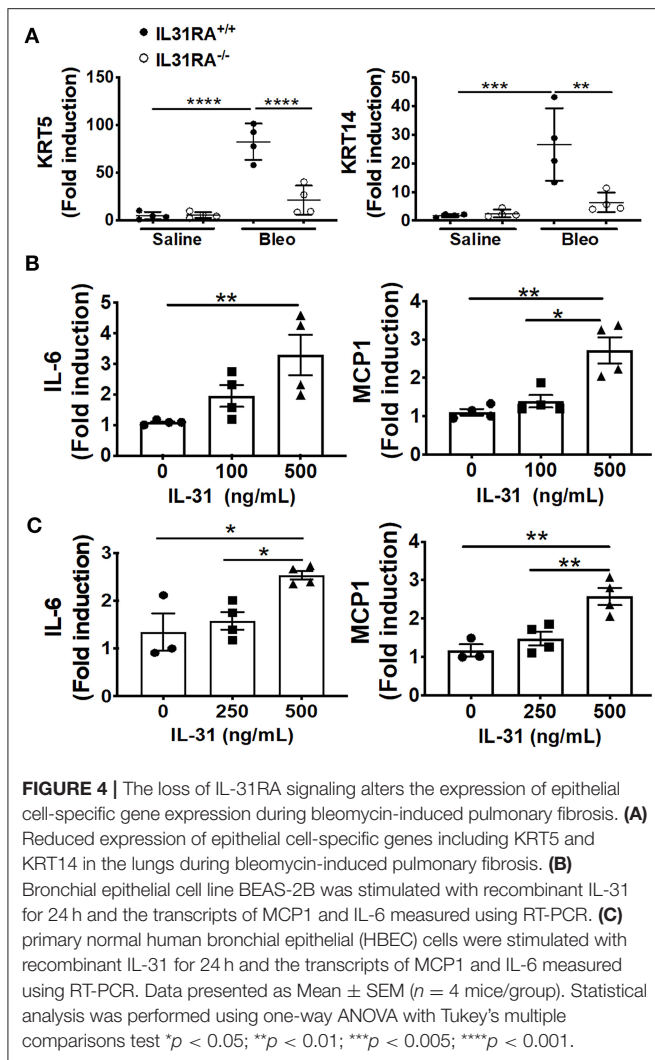 A
● IL31RA+/+
○ IL31RA-/-
KRT5
(Fold induction)
100
75
50
25
0
****
****
Saline
Bleo
KRT14
(Fold induction)
50
40
30
20
10
0
***
**
Saline
Bleo
B
IL-6
(Fold induction)
5
4
3
2
1
0
**
0
100
500
IL-31 (ng/mL)
MCP1
(Fold induction)
4
3
2
1
0
**
*
0
100
500
IL-31 (ng/mL)
C
IL-6
(Fold induction)
3
2
1
0
*
*
0
250
500
IL-31 (ng/mL)
MCP1
(Fold induction)
4
3
2
1
0
**
**
0
250
500
IL-31 (ng/mL)
FIGURE 4 | The loss of IL-31RA signaling alters the expression of epithelial
cell-specific gene expression during bleomycin-induced pulmonary fibrosis. (A)
Reduced expression of epithelial cell-specific genes including KRT5 and
KRT14 in the lungs during bleomycin-induced pulmonary fibrosis. (B)
Bronchial epithelial cell line BEAS-2B was stimulated with recombinant IL-31
for 24 h and the transcripts of MCP1 and IL-6 measured using RT-PCR. (C)
primary normal human bronchial epithelial (HBEC) cells were stimulated with
recombinant IL-31 for 24 h and the transcripts of MCP1 and IL-6 measured
using RT-PCR. Data presented as Mean ± SEM (n = 4 mice/group). Statistical
analysis was performed using one-way ANOVA with Tukey's multiple
comparisons test *p < 0.05; **p < 0.01; ***p < 0.005; ****p < 0.001.